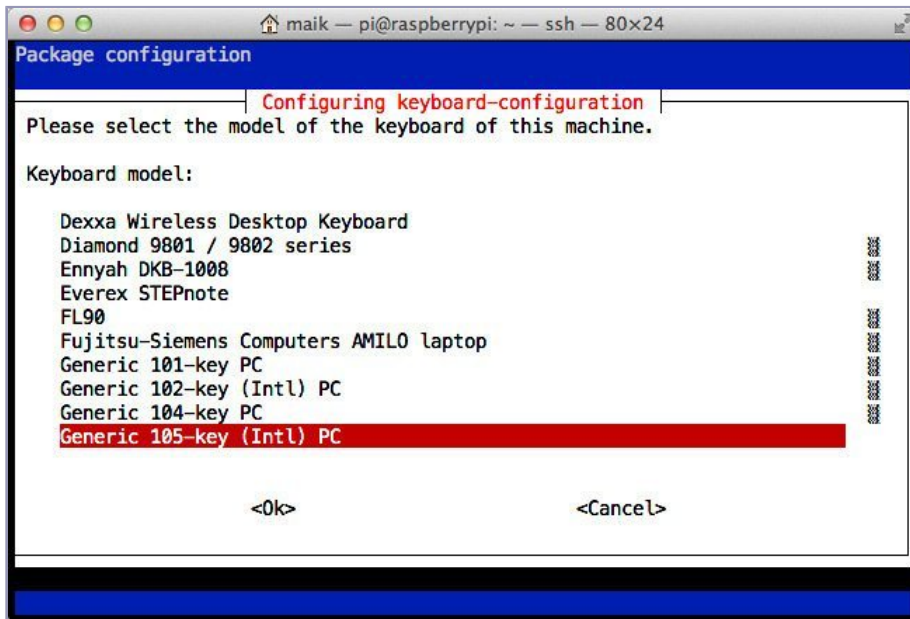 maik — pi@raspberrypi: ~ — ssh — 80×24
Package configuration
Configuring keyboard-configuration
Please select the model of the keyboard of this machine.
Keyboard model:
Dexxa Wireless Desktop Keyboard
Diamond 9801 / 9802 series
Ennyah DKB-1008
Everex STEPnote
FL90
Fujitsu-Siemens Computers AMILO laptop
Generic 101-key PC
Generic 102-key (Intl) PC
Generic 104-key PC
Generic 105-key (Intl) PC
<Ok> <Cancel>